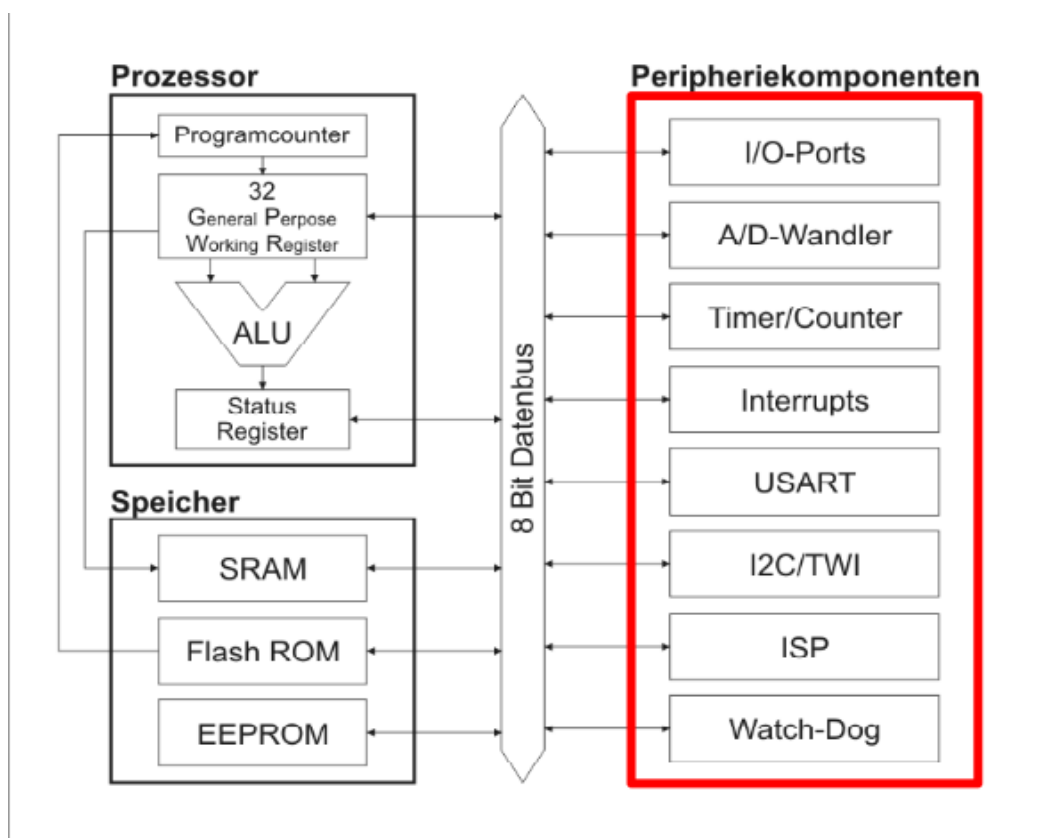 Prozessor
Programcounter
32
General Perpose
Working Register
ALU
Status
Register
Speicher
SRAM
Flash ROM
EEPROM
8 Bit Datenbus
Peripheriekomponenten
I/O-Ports
A/D-Wandler
Timer/Counter
Interrupts
USART
I2C/TWI
ISP
Watch-Dog